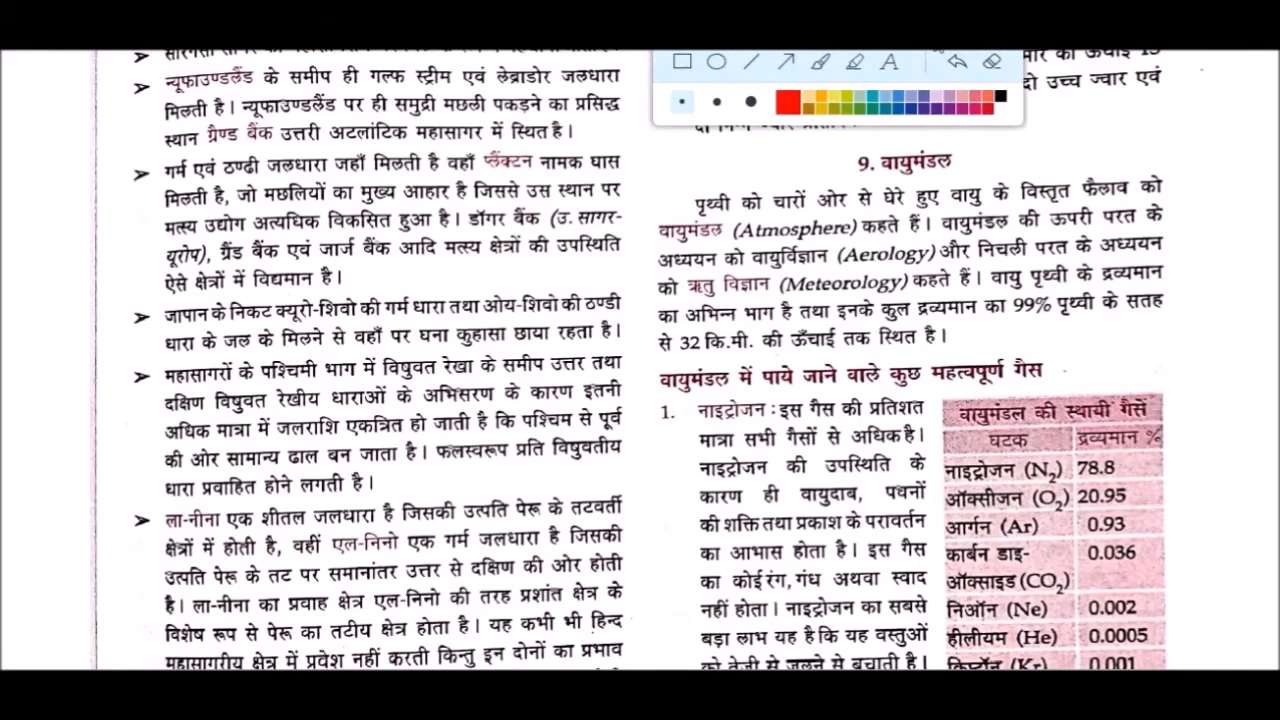 न्यूफाउण्डलैंड के समीप ही गल्फ स्ट्रीम एवं लेब्राडोर जलधारा
मिलती है। न्यूफाउण्डलैंड पर ही समुद्री मछली पकड़ने का प्रसिद्ध
स्थान ग्रैण्ड बैंक उत्तरी अटलांटिक महासागर में स्थित है।
गर्म एवं ठण्ढी जलधारा जहाँ मिलती है वहाँ प्लैंक्टन नामक घास
मिलती है, जो मछलियों का मुख्य आहार है जिससे उस स्थान पर
मत्स्य उद्योग अत्यधिक विकसित हुआ है। डॉगर बैंक (उ. सागर-
यूरोप), ग्रैंड बैंक एवं जार्ज बैंक आदि मत्स्य क्षेत्रों की उपस्थिति
ऐसे क्षेत्रों में विद्यमान है।
जापान के निकट क्यूरो-शिवो की गर्म धारा तथा ओय-शिवो की ठण्डी
धारा के जल के मिलने से वहाँ पर घना कुहासा छाया रहता है।
महासागरों के पश्चिमी भाग में विषुवत रेखा के समीप उत्तर तथा
दक्षिण विषुवत रेखीय धाराओं के अभिसरण के कारण इतनी
अधिक मात्रा में जलराशि एकत्रित हो जाती है कि पश्चिम से पूर्व
की ओर सामान्य ढाल बन जाता है। फलस्वरूप प्रति विषुवतीय
धारा प्रवाहित होने लगती है।
ला-नीना एक शीतल जलधारा है जिसकी उत्पति पेरू के तटवर्ती
क्षेत्रों में होती है, वहीं एल-निनो एक गर्म जलधारा है जिसकी
उत्पति पेरू के तट पर समानांतर उत्तर से दक्षिण की ओर होती
है। ला-नीना का प्रवाह क्षेत्र एल-निनो की तरह प्रशांत क्षेत्र के
विशेष रूप से पेरू का तटीय क्षेत्र होता है। यह कभी भी हिन्द
महासागरीय क्षेत्र में प्रवेश नहीं करती किन्तु इन दोनों का प्रभाव
दो उच्च ज्वार एवं
9. वायुमंडल
पृथ्वी को चारों ओर से घेरे हुए वायु के विस्तृत फैलाव को
वायुमंडल (Atmosphere) कहते हैं। वायुमंडल की ऊपरी परत के
अध्ययन को वायुर्विज्ञान (Aerology) और निचली परत के अध्ययन
को ऋतु विज्ञान (Meteorology) कहते हैं। वायु पृथ्वी के द्रव्यमान
का अभिन्न भाग है तथा इनके कुल द्रव्यमान का 99% पृथ्वी के सतह
से 32 कि.मी. की ऊँचाई तक स्थित है।
वायुमंडल में पाये जाने वाले कुछ महत्वपूर्ण गैस
1. नाइट्रोजन : इस गैस की प्रतिशत
मात्रा सभी गैसों से अधिक है।
नाइट्रोजन की उपस्थिति के
कारण ही वायुदाब, पवनों
की शक्ति तथा प्रकाश के परावर्तन
का आभास होता है। इस गैस
का कोई रंग, गंध अथवा स्वाद
नहीं होता। नाइट्रोजन का सबसे
बड़ा लाभ यह है कि यह वस्तुओं
को तेजी से जलने से बचाती है।
वायुमंडल की स्थायी गैसें
घटक द्रव्यमान %
नाइट्रोजन (N₂) 78.8
ऑक्सीजन (O₂) 20.95
आर्गन (Ar) 0.93
कार्बन डाइ- 0.036
ऑक्साइड (CO₂)
निऑन (Ne) 0.002
हीलीयम (He) 0.0005
क्रिप्टॉन (Kr) 0.001